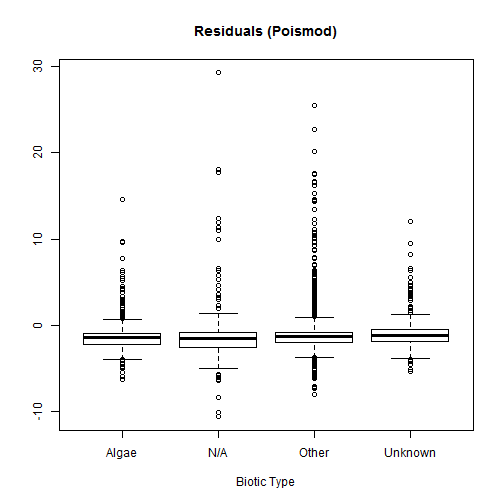 Residuals (Poismod)
30
20
10
0
-10
Algae N/A Other Unknown
Biotic Type